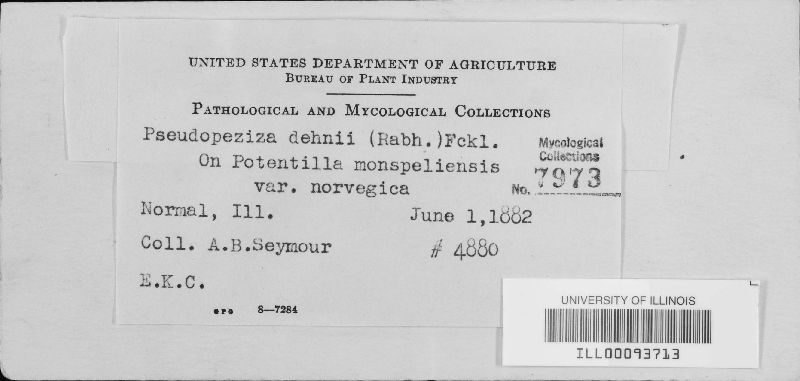 UNITED STATES DEPARTMENT OF AGRICULTURE
BUREAU OF PLANT INDUSTRY
PATHOLOGICAL AND MYCOLOGICAL COLLECTIONS
Pseudopeziza dehnii (Rabh.)Fckl.
On Potentilla monspeliensis
var. norvegica
Mycological
Collections
No. 7973
Normal, Ill. June 1,1882
Coll. A.B.Seymour # 4880
E.K.C.
GPO 8—7284
UNIVERSITY OF ILLINOIS
ILL00093713